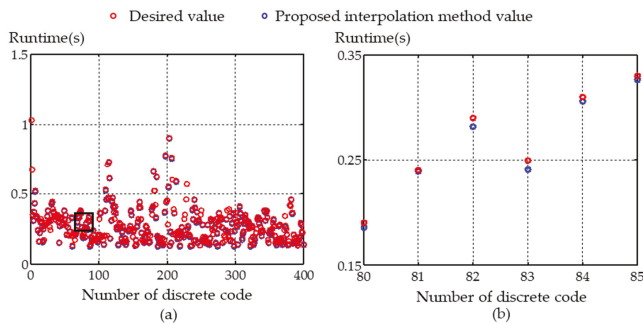 Desired value
Proposed interpolation method value
Runtime(s)
1.5
1
0.5
0
0
100
200
300
400
Number of discrete code
(a)
Runtime(s)
0.35
0.25
0.15
80
81
82
83
84
85
Number of discrete code
(b)